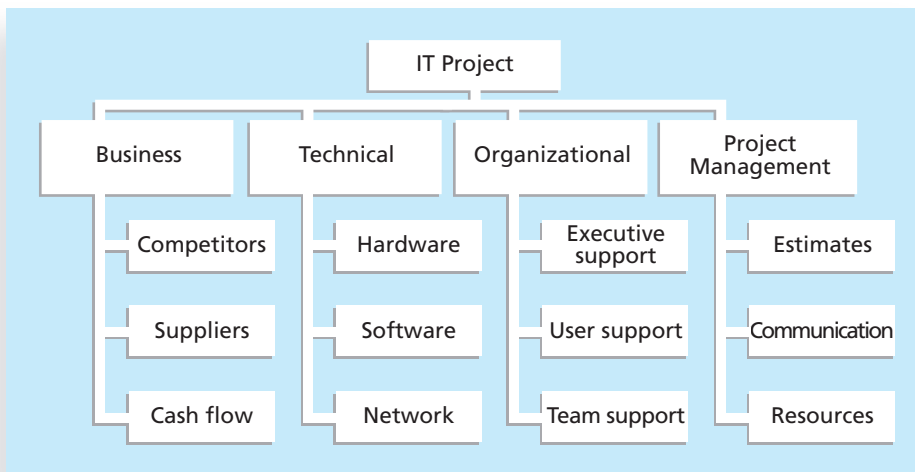 IT Project
Business
Technical
Organizational
Project
Management
Competitors
Hardware
Executive
support
Estimates
Suppliers
Software
User support
Communication
Cash flow
Network
Team support
Resources